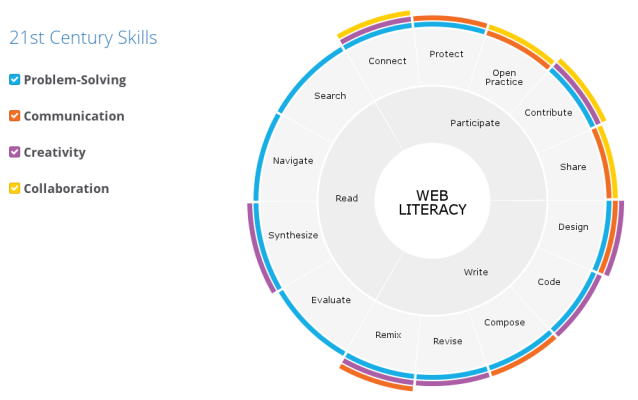 21st Century Skills
Problem-Solving
Communication
Creativity
Collaboration
WEB
LITERACY
Participate
Write
Read
Connect
Protect
Open
Practice
Contribute
Share
Design
Code
Compose
Revise
Remix
Evaluate
Synthesize
Navigate
Search